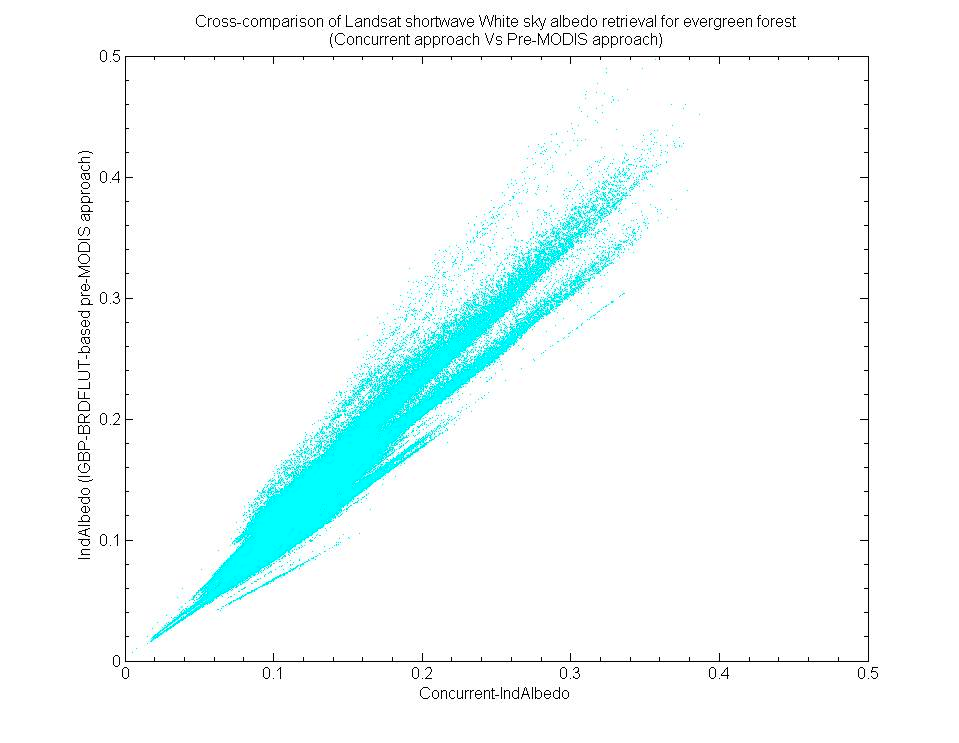 Cross-comparison of Landsat shortwave White sky albedo retrieval for evergreen forest
(Concurrent approach Vs Pre-MODIS approach)
0.5
0.4
0.3
0.2
0.1
0
lndAlbedo (IGBP-BRDFLUT-based pre-MODIS approach)
0 0.1 0.2 0.3 0.4 0.5
Concurrent-lndAlbedo